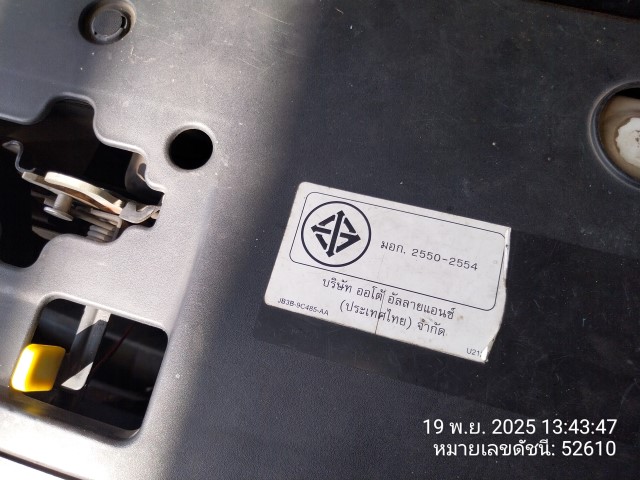 มอก. 2550-2554
บริษัท ออโต้ อัลลายแอนซ์
(ประเทศไทย) จำกัด
JB3B-9C485-AA
19 พ.ย. 2025 13:43:47
หมายเลขดัชนี: 52610